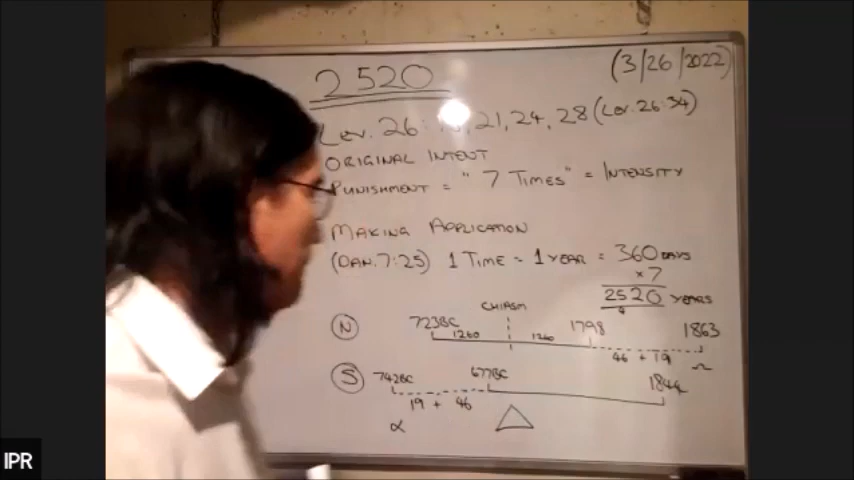 2520
(3/26/2022)
Lev. 26: 21, 24, 28 (Lev. 26:34)
ORIGINAL INTENT
PUNISHMENT = "7 TIMES" = INTENSITY
MAKING APPLICATION
(DAN. 7:25) 1 TIME = 1 YEAR = 360 DAYS
× 7
2520 YEARS
CHIASM
N 723BC 1260 1260 1798 46 + 19 1863
Ω
S 742BC 19 + 46 677BC 1844
α △
IPR